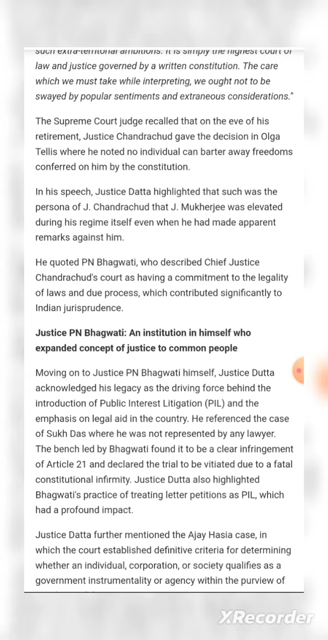 such extra-territorial ambitions. It is simply the highest court of
law and justice governed by a written constitution. The care
which we must take while interpreting, we ought not to be
swayed by popular sentiments and extraneous considerations."
The Supreme Court judge recalled that on the eve of his
retirement, Justice Chandrachud gave the decision in Olga
Tellis where he noted no individual can barter away freedoms
conferred on him by the constitution.
In his speech, Justice Datta highlighted that such was the
persona of J. Chandrachud that J. Mukherjee was elevated
during his regime itself even when he had made apparent
remarks against him.
He quoted PN Bhagwati, who described Chief Justice
Chandrachud's court as having a commitment to the legality
of laws and due process, which contributed significantly to
Indian jurisprudence.
Justice PN Bhagwati: An institution in himself who
expanded concept of justice to common people
Moving on to Justice PN Bhagwati himself, Justice Dutta
acknowledged his legacy as the driving force behind the
introduction of Public Interest Litigation (PIL) and the
emphasis on legal aid in the country. He referenced the case
of Sukh Das where he was not represented by any lawyer.
The bench led by Bhagwati found it to be a clear infringement
of Article 21 and declared the trial to be vitiated due to a fatal
constitutional infirmity. Justice Dutta also highlighted
Bhagwati's practice of treating letter petitions as PIL, which
had a profound impact.
Justice Datta further mentioned the Ajay Hasia case, in
which the court established definitive criteria for determining
whether an individual, corporation, or society qualifies as a
government instrumentality or agency within the purview of
XRecorder